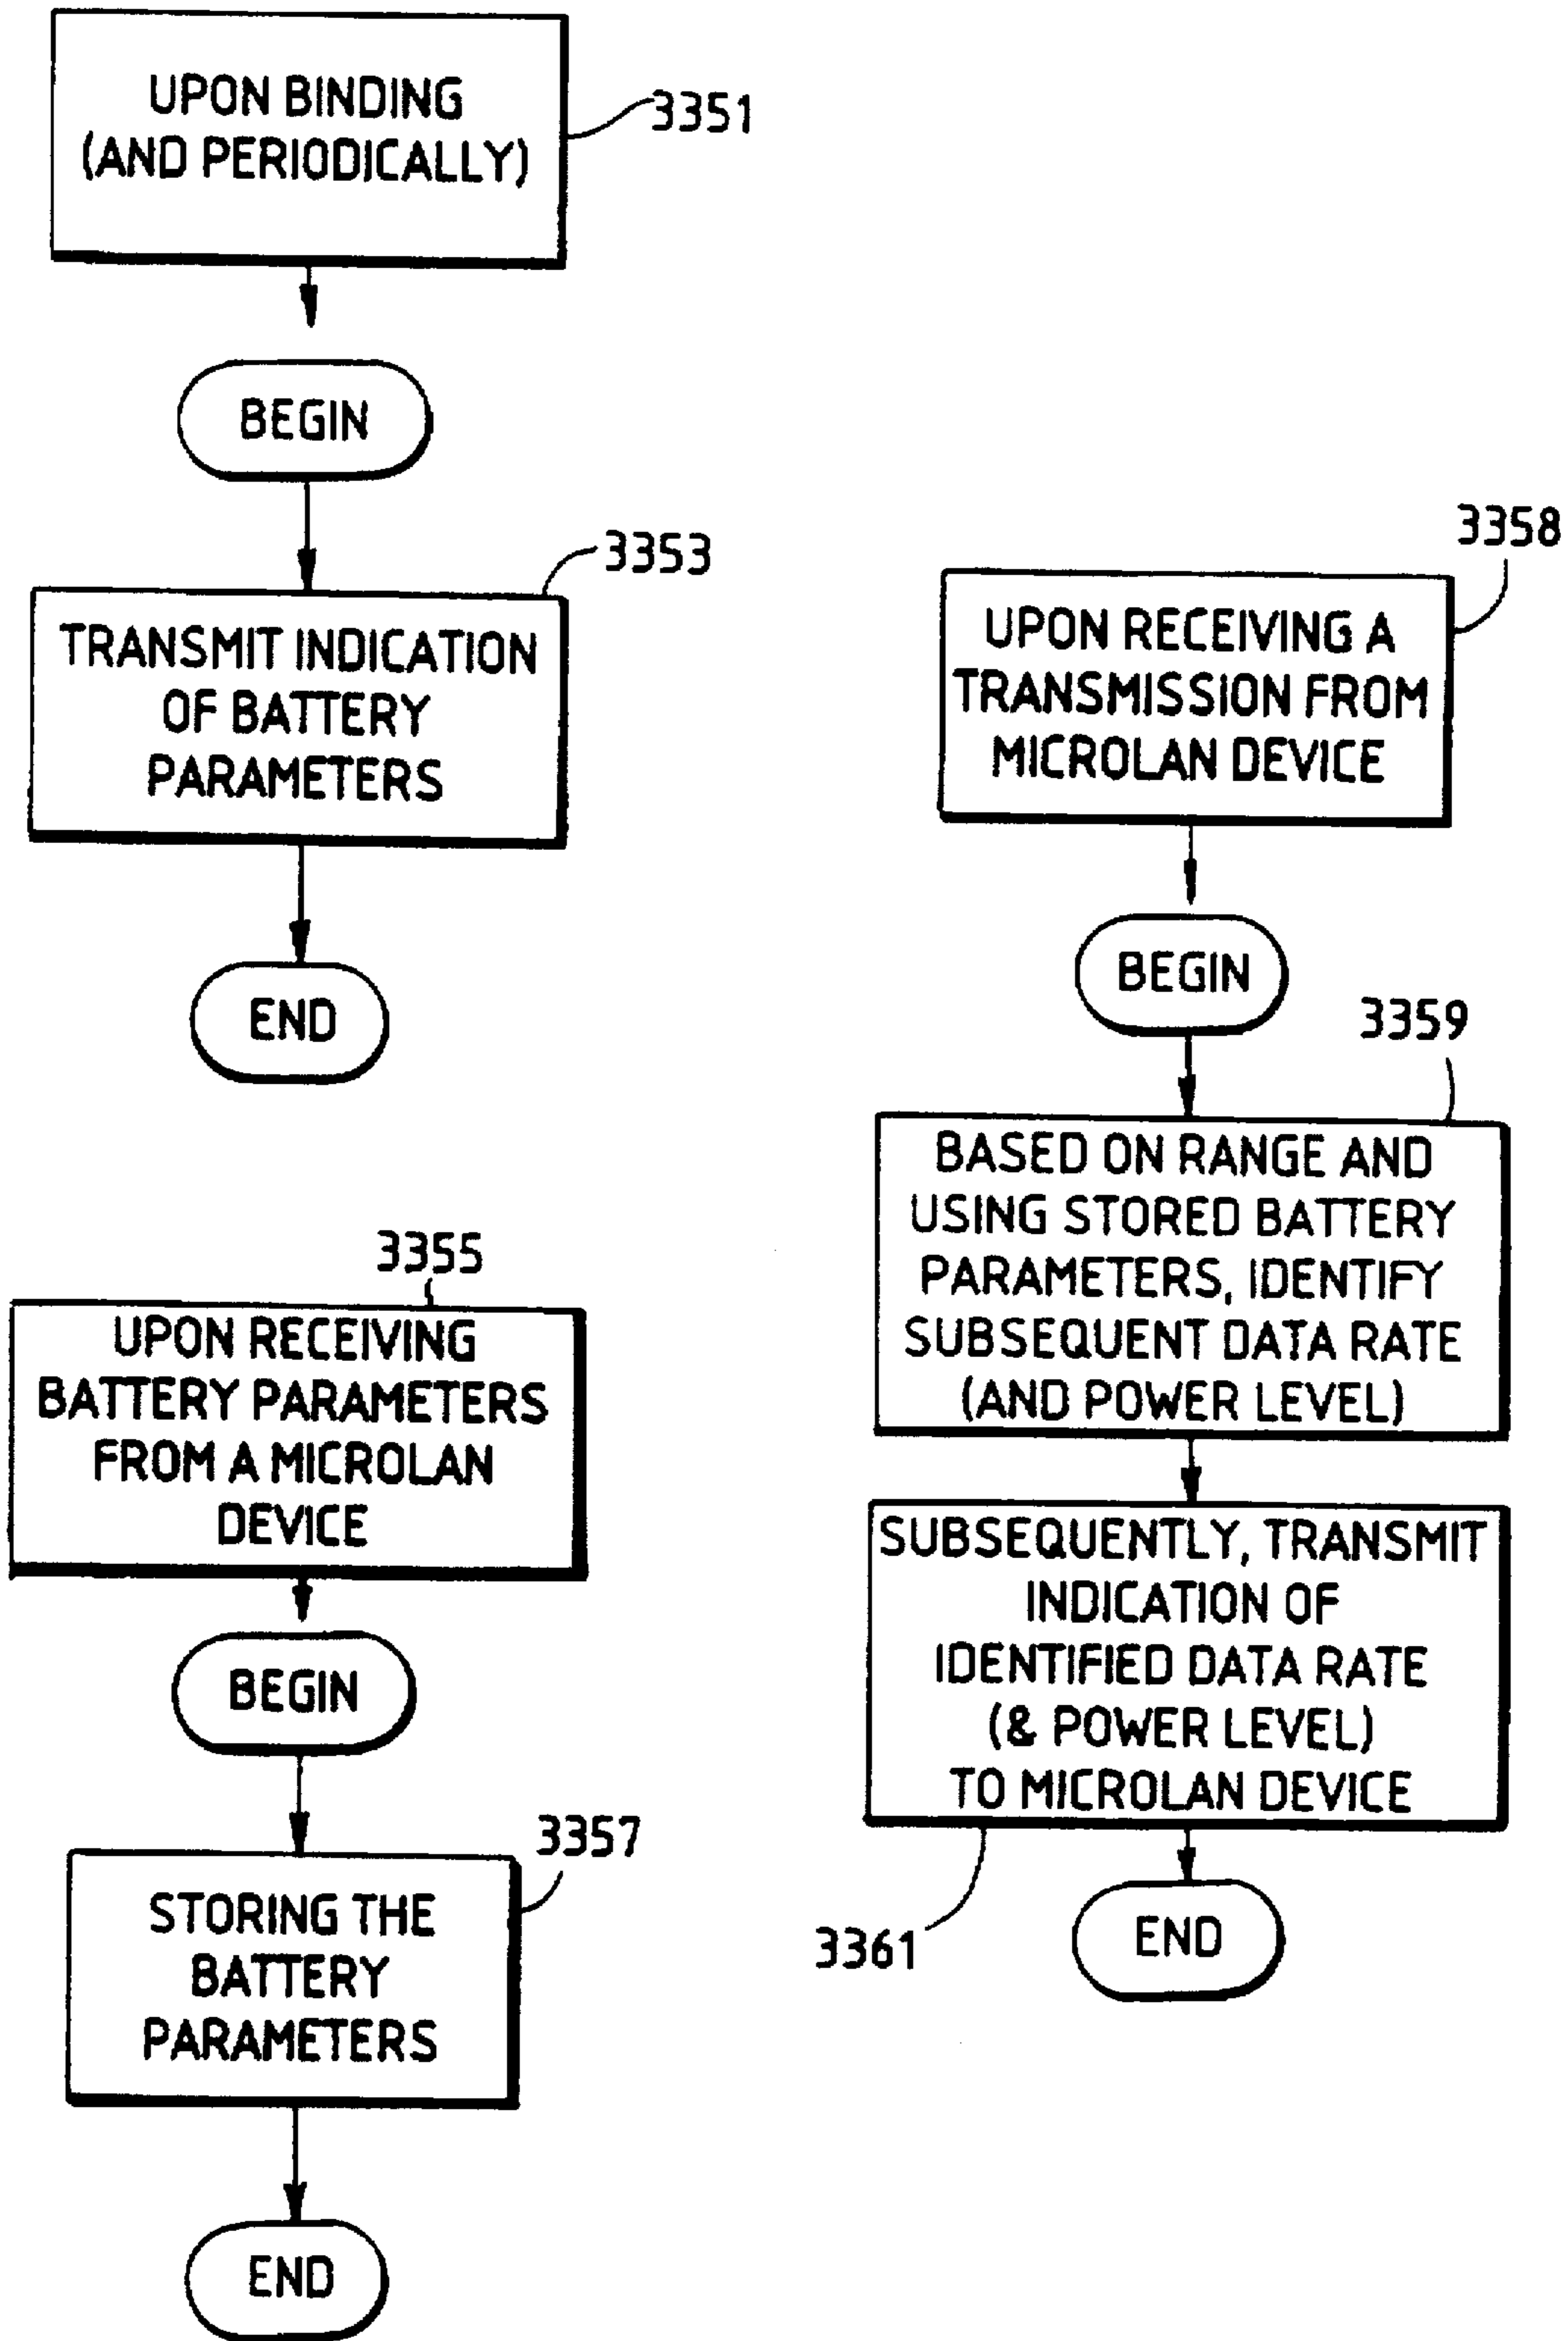 UPON BINDING
(AND PERIODICALLY)
3351
BEGIN
3353
TRANSMIT INDICATION
OF BATTERY
PARAMETERS
END
3355
UPON RECEIVING
BATTERY PARAMETERS
FROM A MICROLAN
DEVICE
BEGIN
3357
STORING THE
BATTERY
PARAMETERS
END
3358
UPON RECEIVING A
TRANSMISSION FROM
MICROLAN DEVICE
BEGIN
3359
BASED ON RANGE AND
USING STORED BATTERY
PARAMETERS, IDENTIFY
SUBSEQUENT DATA RATE
(AND POWER LEVEL)
SUBSEQUENTLY, TRANSMIT
INDICATION OF
IDENTIFIED DATA RATE
(& POWER LEVEL)
TO MICROLAN DEVICE
3361
END